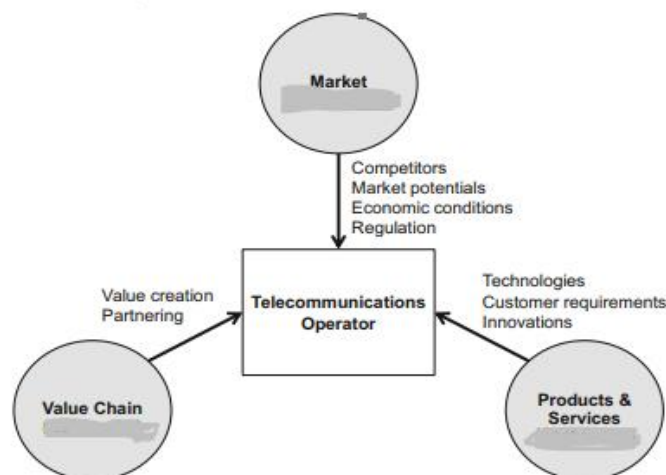 Market
Competitors
Market potentials
Economic conditions
Regulation
Value creation
Partnering
Telecommunications
Operator
Technologies
Customer requirements
Innovations
Value Chain
Products &
Services